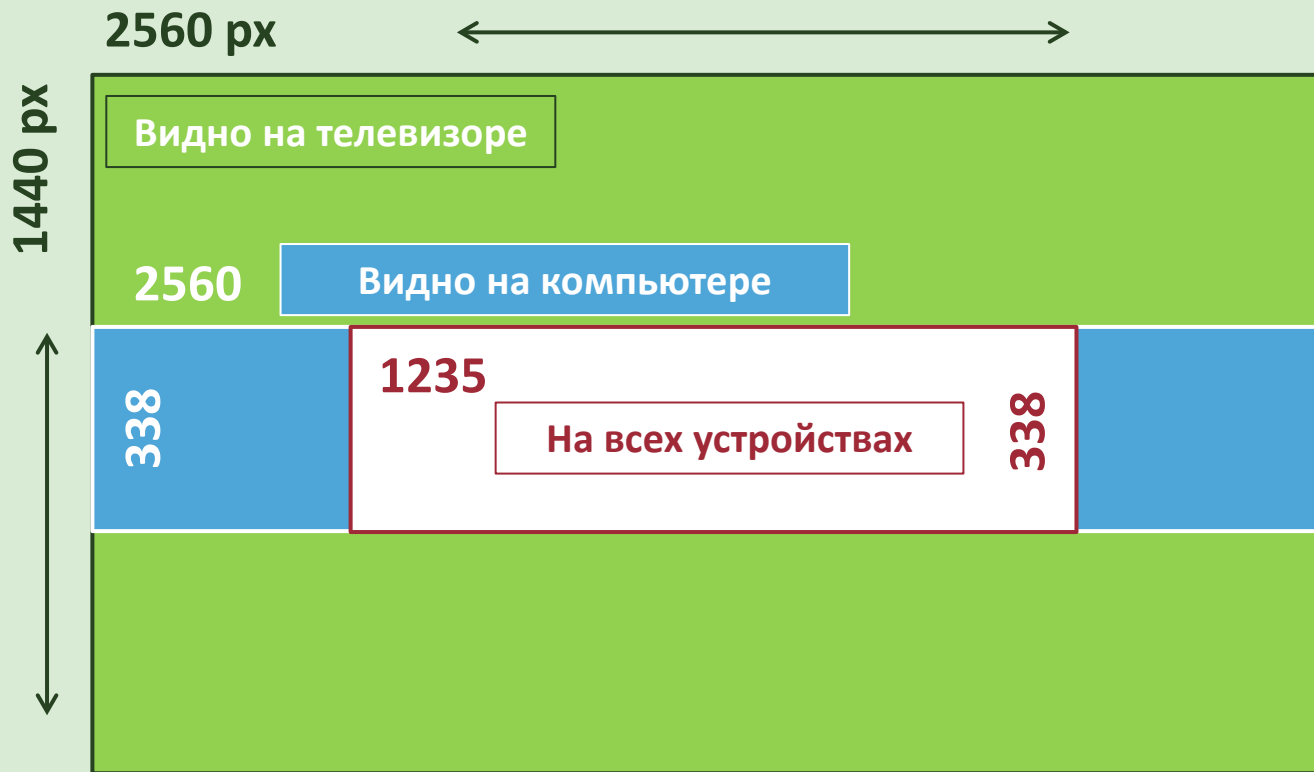 2560 px
1440 px
Видно на телевизоре
2560
Видно на компьютере
338
1235
На всех устройствах
338